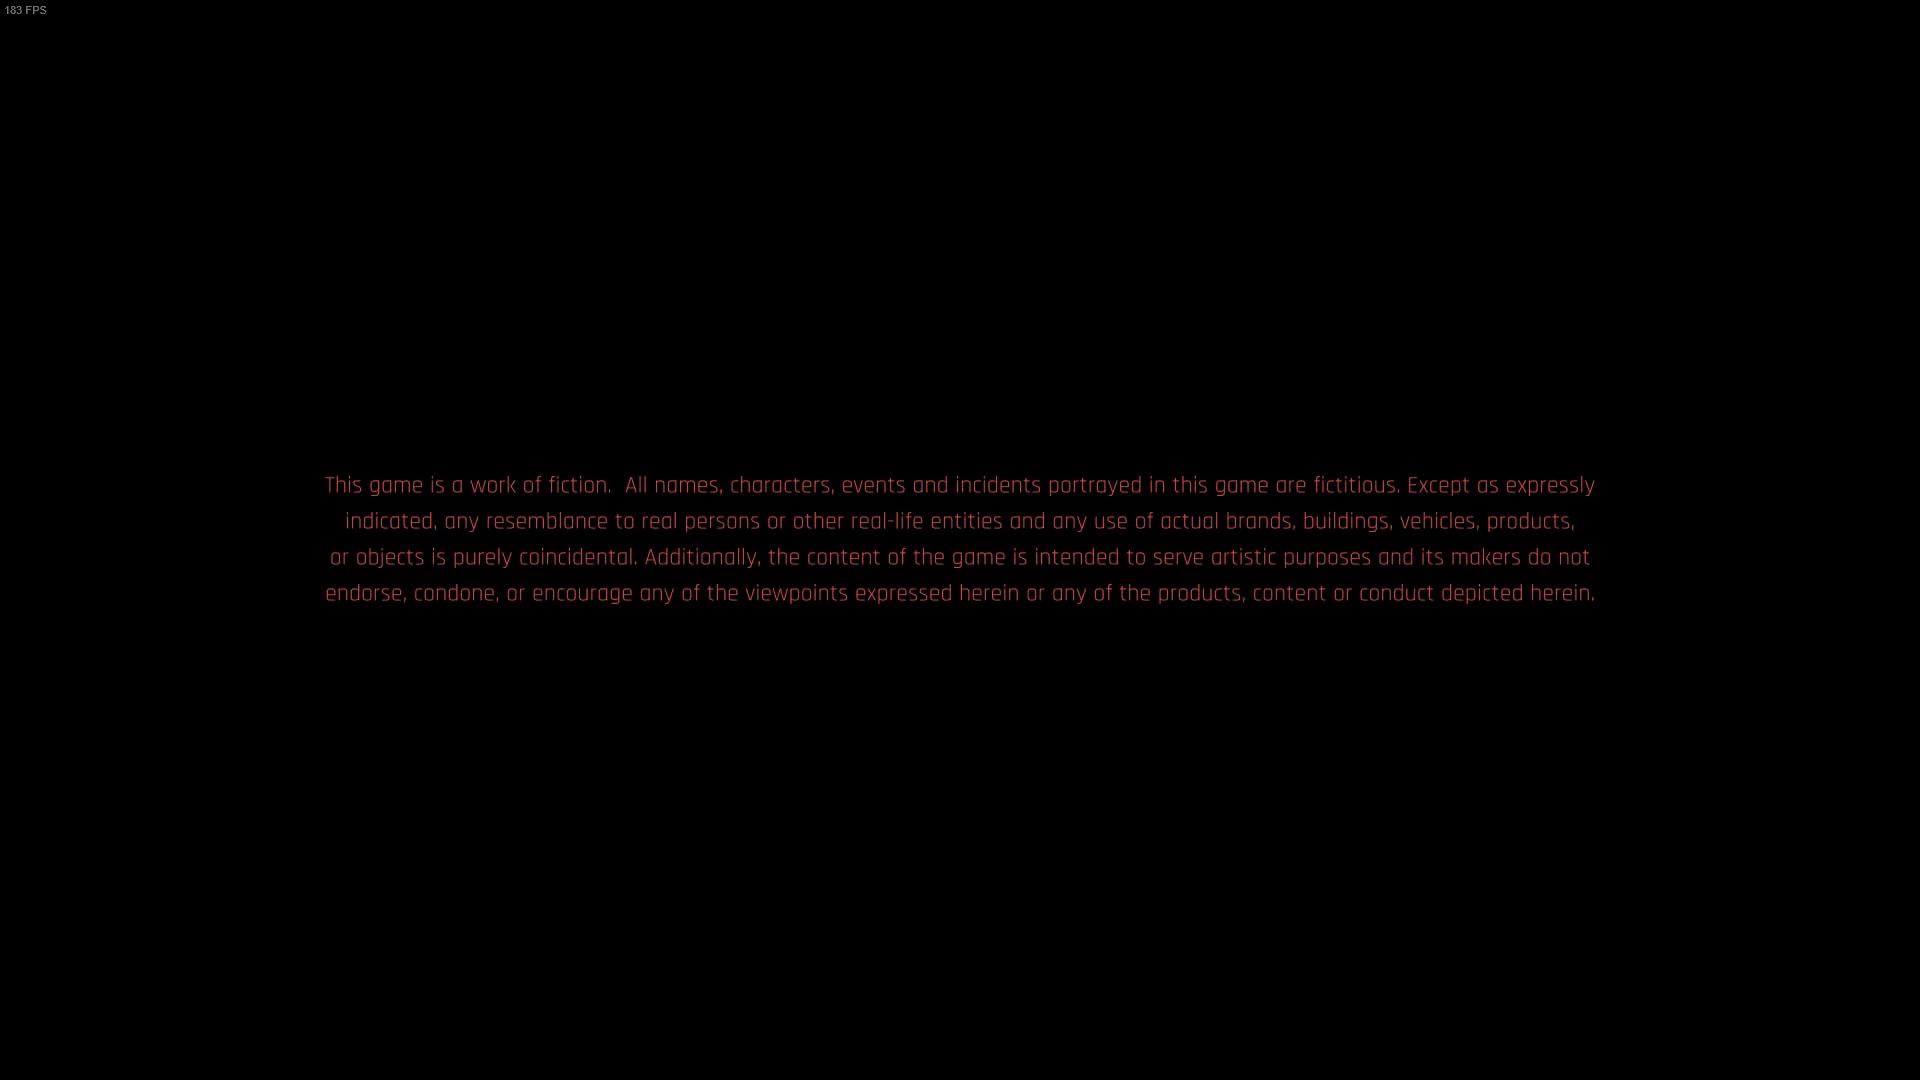 183 FPS
This game is a work of fiction.  All names, characters, events and incidents portrayed in this game are fictitious. Except as expressly
indicated, any resemblance to real persons or other real-life entities and any use of actual brands, buildings, vehicles, products,
or objects is purely coincidental. Additionally, the content of the game is intended to serve artistic purposes and its makers do not
endorse, condone, or encourage any of the viewpoints expressed herein or any of the products, content or conduct depicted herein.